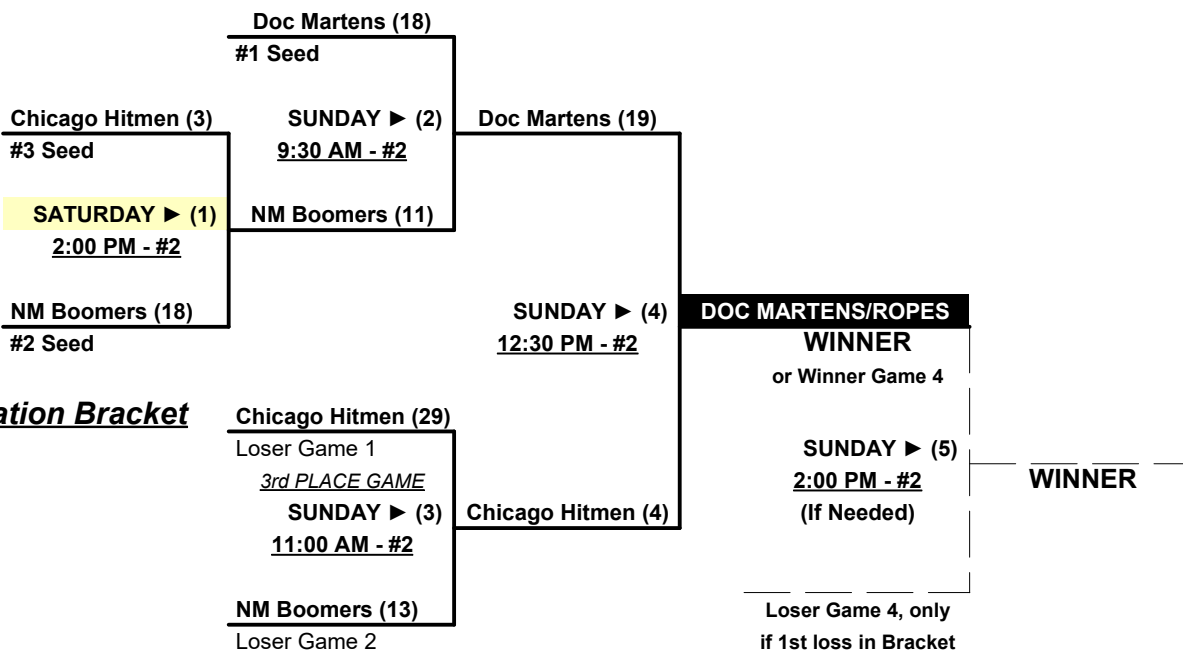 Doc Martens (18)
#1 Seed
Chicago Hitmen (3)
SUNDAY ► (2)
Doc Martens (19)
#3 Seed
9:30 AM - #2
SATURDAY ► (1)
NM Boomers (11)
2:00 PM - #2
NM Boomers (18)
SUNDAY ► (4)
DOC MARTENS/ROPES
#2 Seed
12:30 PM - #2
WINNER
or Winner Game 4
Bracket
Chicago Hitmen (29)
Loser Game 1
SUNDAY ► (5)
3rd PLACE GAME
2:00 PM - #2
WINNER
SUNDAY ► (3)
Chicago Hitmen (4)
(If Needed)
11:00 AM - #2
NM Boomers (13)
Loser Game 4, only
Loser Game 2
if 1st loss in Bracket